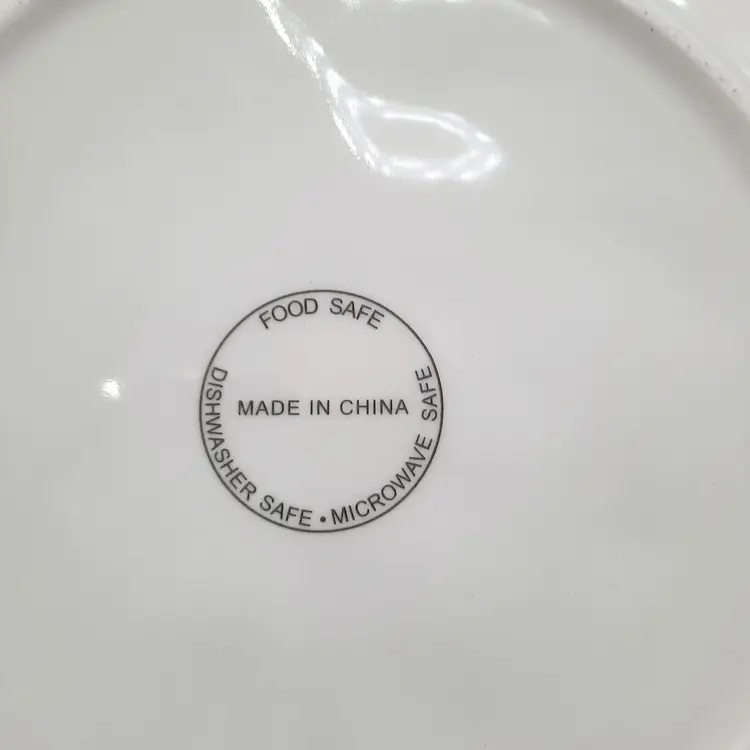 FOOD SAFE
MADE IN CHINA
DISHWASHER SAFE • MICROWAVE SAFE